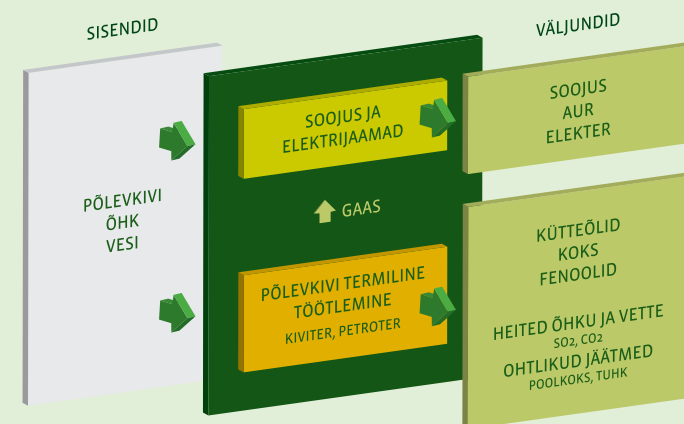 SISENDID
PÕLEVKIVI
ÕHK
VESI
SOOJUS JA
ELEKTRIJAAMAD
GAAS
PÕLEVKIVI TERMILINE
TÖÖTLEMINE
KIVITER, PETROTER
VÄLJUNDID
SOOJUS
AUR
ELEKTER
KÜTTEÕLID
KOKS
FENOOLID
HEITED ÕHKU JA VETTE
SO2, CO2
OHTLIKUD JÄÄTMED
POOLKOKS, TUHK